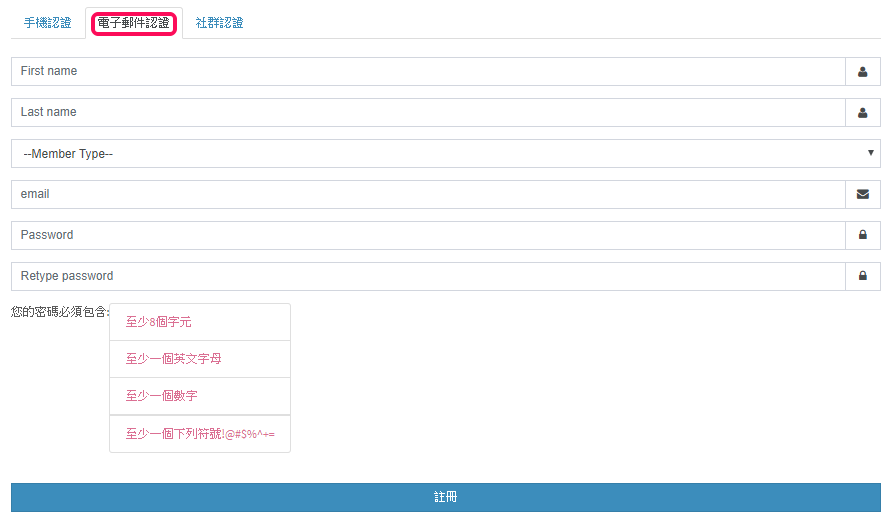 手機認證 電子郵件認證 社群認證
First name
Last name
--Member Type--
email
Password
Retype password
您的密碼必須包含:
至少8個字元
至少一個英文字母
至少一個數字
至少一個下列符號!@#$%^+=
註冊